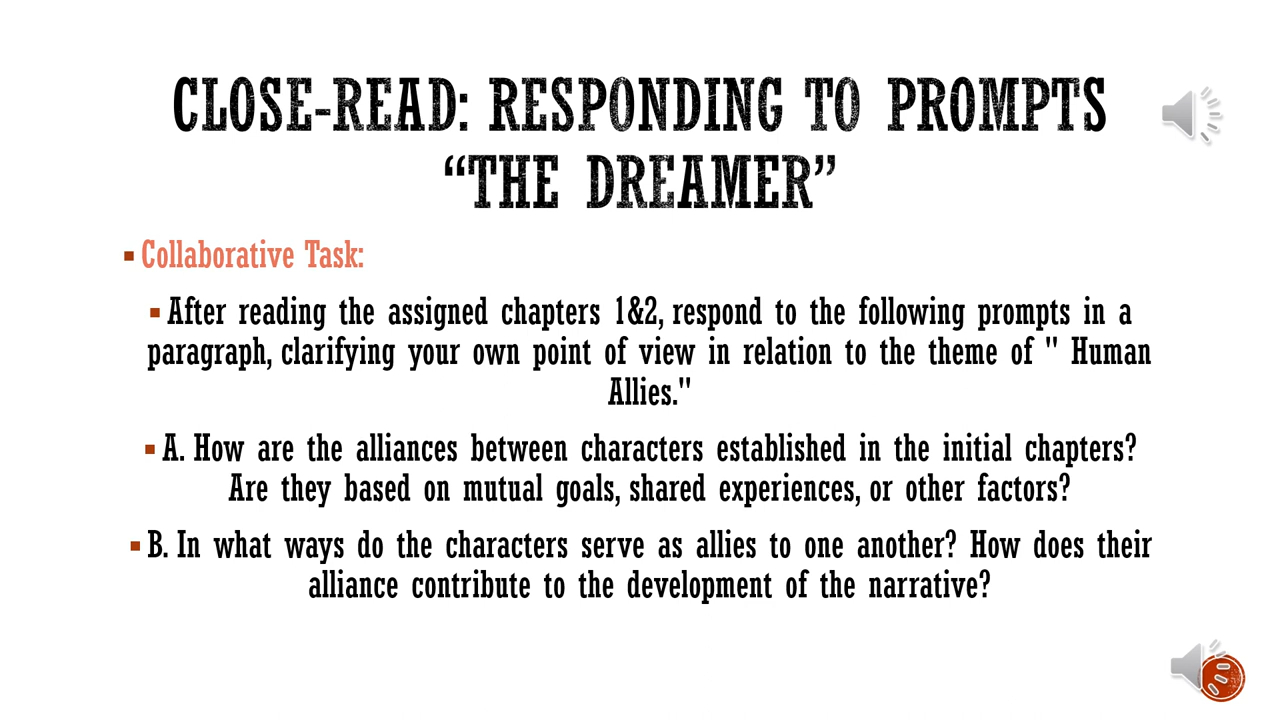 CLOSE-READ: RESPONDING TO PROMPTS
“THE DREAMER”
▪ Collaborative Task:
▪ After reading the assigned chapters 1&2, respond to the following prompts in a
paragraph, clarifying your own point of view in relation to the theme of " Human
Allies."
▪ A. How are the alliances between characters established in the initial chapters?
Are they based on mutual goals, shared experiences, or other factors?
▪ B. In what ways do the characters serve as allies to one another? How does their
alliance contribute to the development of the narrative?